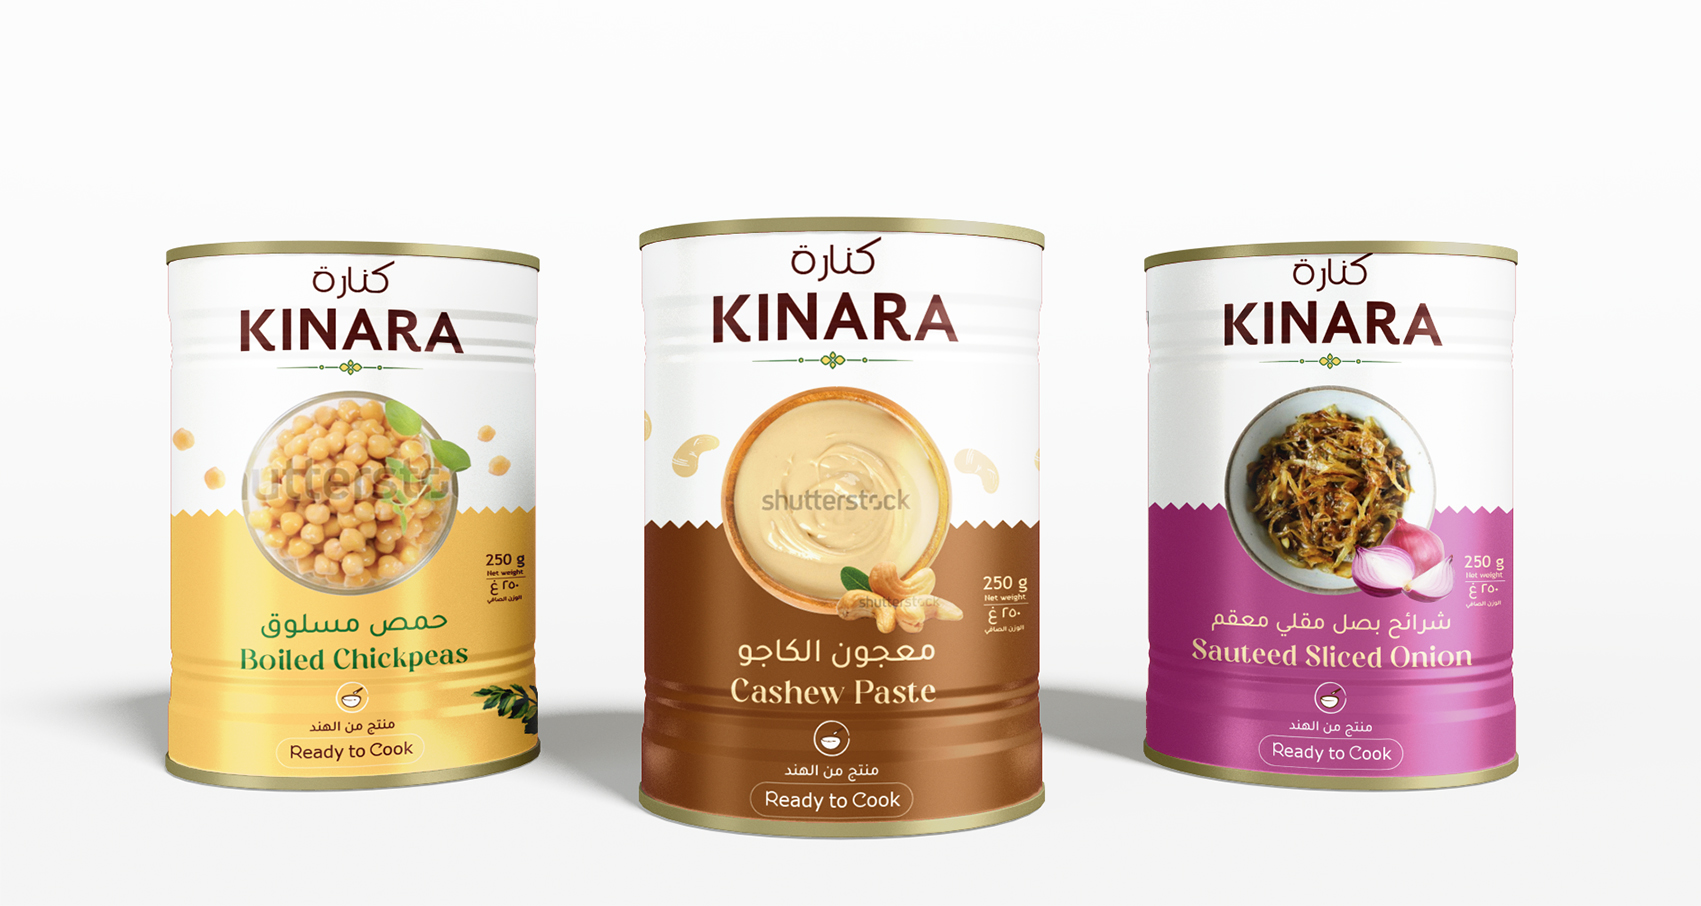 كنارة
KINARA
shutterstock
250 g
Net weight
٢٥٠ غ
الوزن الصافي
حمص مسلوق
Boiled Chickpeas
منتج من الهند
Ready to Cook
كنارة
KINARA
shutterstock
shutterstock
250 g
Net weight
٢٥٠ غ
الوزن الصافي
معجون الكاجو
Cashew Paste
منتج من الهند
Ready to Cook
كنارة
KINARA
250 g
Net weight
٢٥٠ غ
الوزن الصافي
شرائح بصل مقلي معقم
Sauteed Sliced Onion
منتج من الهند
Ready to Cook